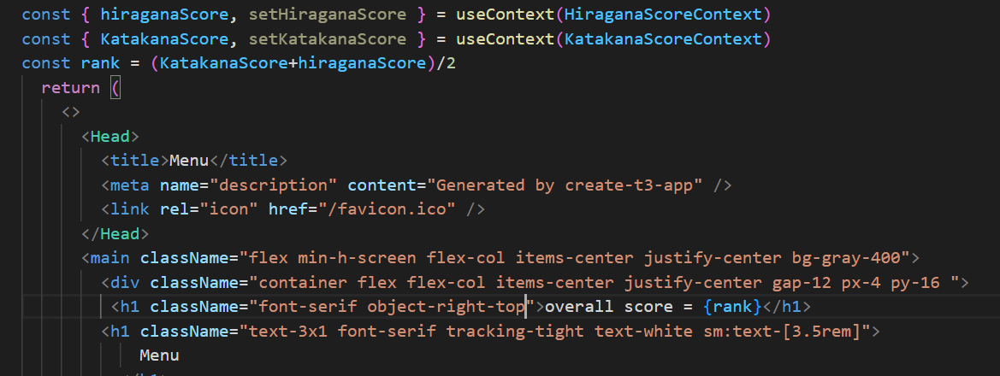 const { hiraganaScore, setHiraganaScore } = useContext(HiraganaScoreContext)
const { KatakanaScore, setKatakanaScore } = useContext(KatakanaScoreContext)
const rank = (KatakanaScore+hiraganaScore)/2
return (
<>
<Head>
<title>Menu</title>
<meta name="description" content="Generated by create-t3-app" />
<link rel="icon" href="/favicon.ico" />
</Head>
<main className="flex min-h-screen flex-col items-center justify-center bg-gray-400">
<div className="container flex flex-col items-center justify-center gap-12 px-4 py-16 ">
<h1 className="font-serif object-right-top">overall score = {rank}</h1>
<h1 className="text-3x1 font-serif tracking-tight text-white sm:text-[3.5rem]">
Menu
</h1>